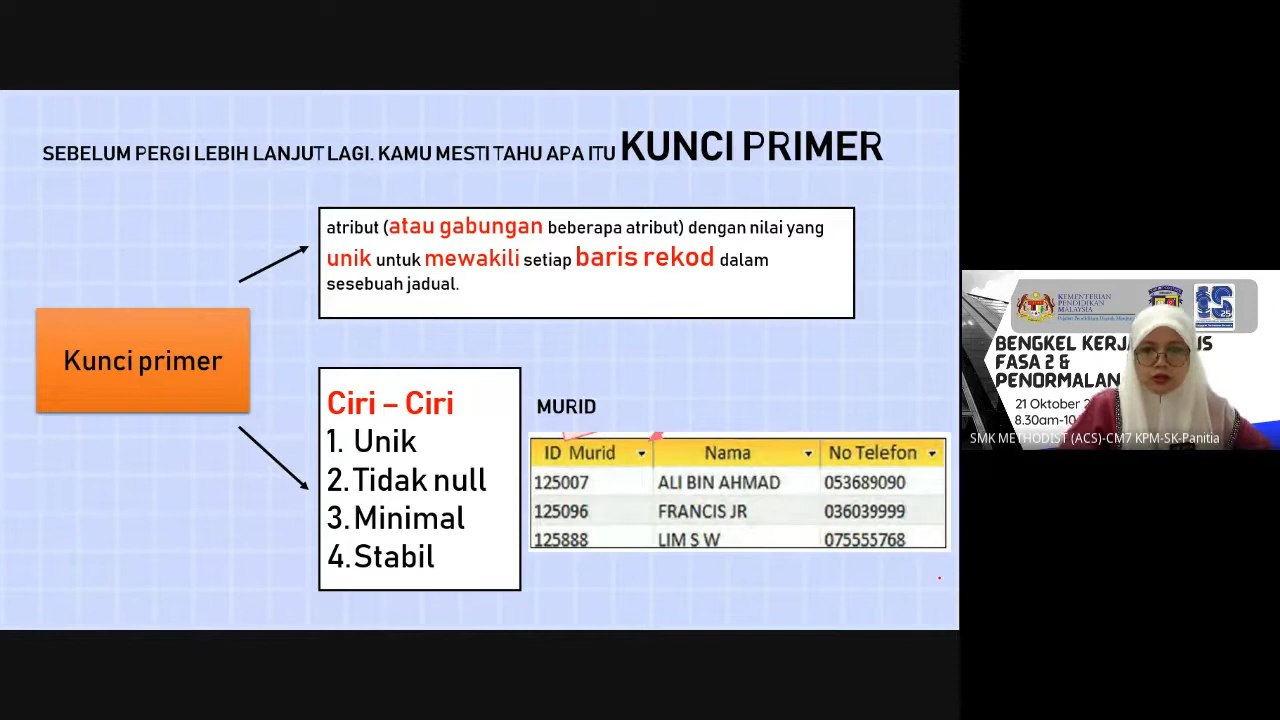 SEBELUM PERGI LEBIH LANJUT LAGI. KAMU MESTI TAHU APA ITU KUNCI PRIMER
atribut (atau gabungan beberapa atribut) dengan nilai yang
unik untuk mewakili setiap baris rekod dalam
sesebuah jadual.
Kunci primer
Ciri – Ciri
1. Unik
2. Tidak null
3. Minimal
4. Stabil
MURID
ID Murid Nama No Telefon
125007 ALI BIN AHMAD 053689090
125096 FRANCIS JR 036039999
125888 LIM S W 075555768
KEMENTERIAN
PENDIDIKAN
MALAYSIA
BENGKEL
FASA 2 &
PENORMALAN
21 Oktober
8.30am-10
SMK METHODIST (ACS)-CM7 KPM-SK-Panitia